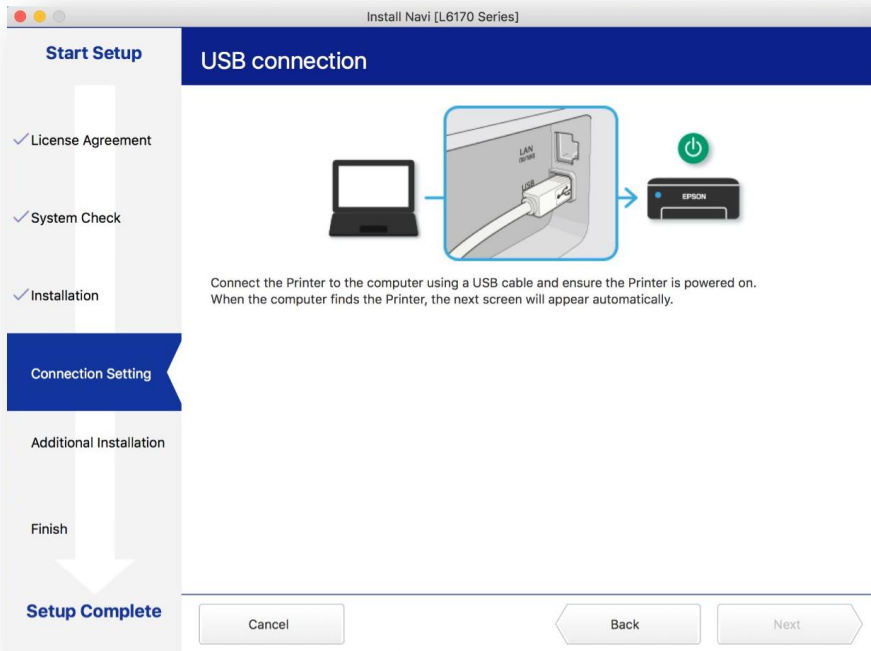 Install Navi [L6170 Series]
Start Setup
License Agreement
System Check
Installation
Connection Setting
Additional Installation
Finish
Setup Complete
USB connection
LAN
USB
EPSON
Connect the Printer to the computer using a USB cable and ensure the Printer is powered on.
When the computer finds the Printer, the next screen will appear automatically.
Cancel
Back
Next